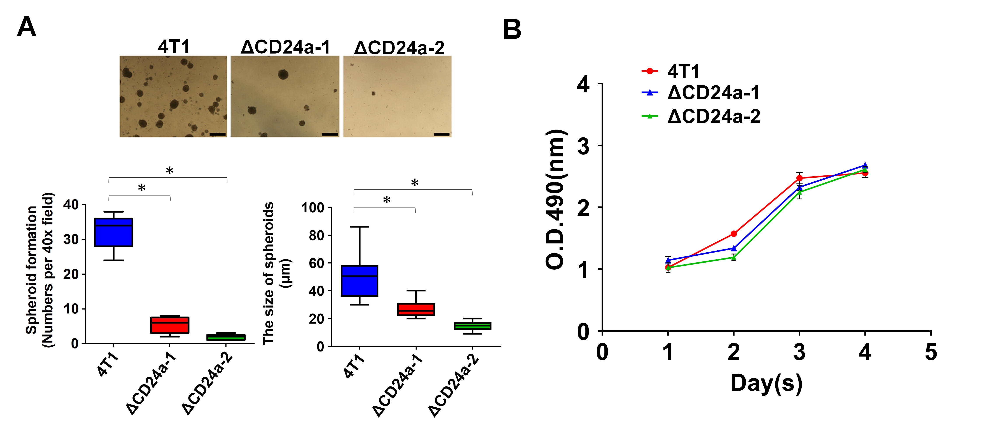 A
4T1
ΔCD24a-1
ΔCD24a-2
*
*
Spheroid formation
(Numbers per 40x field)
40
30
20
10
0
4T1
ΔCD24a-1
ΔCD24a-2
*
*
The size of spheroids
(μm)
100
80
60
40
20
0
4T1
ΔCD24a-1
ΔCD24a-2
B
4T1
ΔCD24a-1
ΔCD24a-2
O.D.490(nm)
4
3
2
1
0
0 1 2 3 4 5
Day(s)